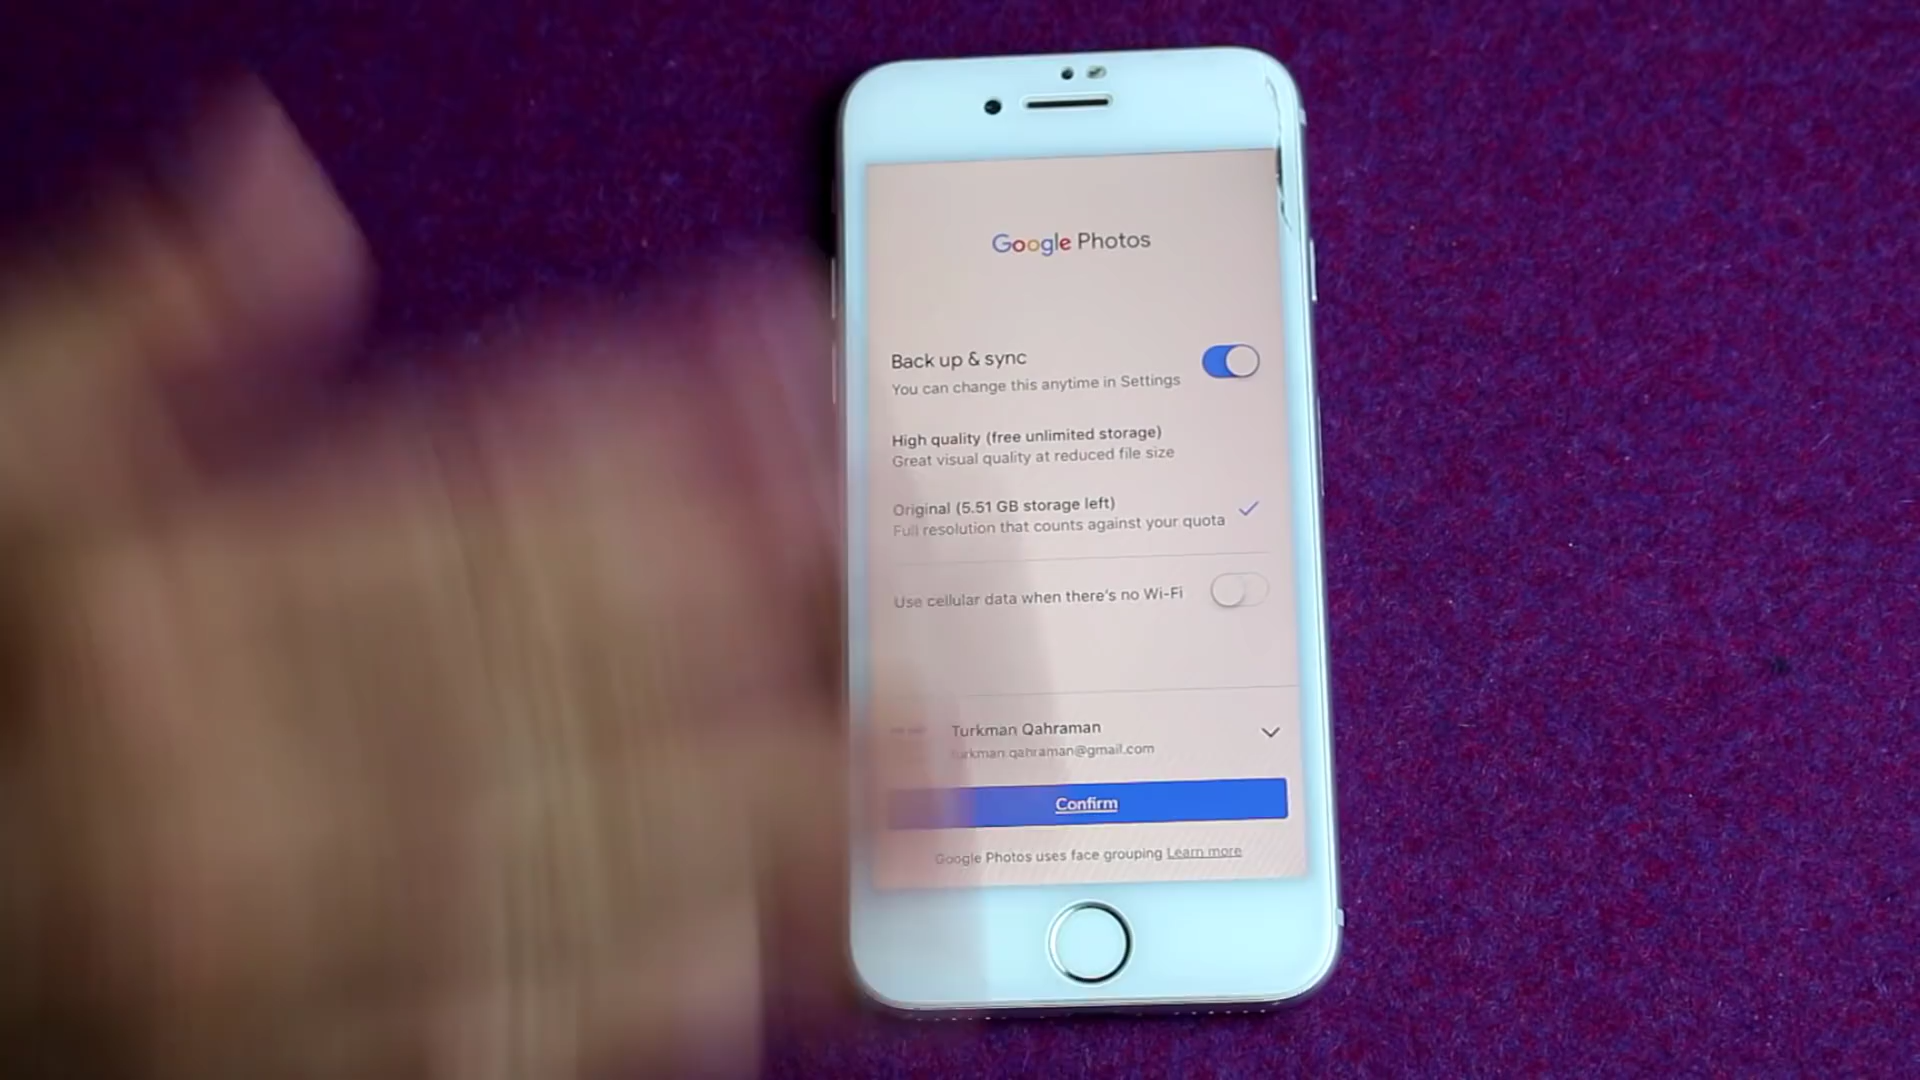 Google Photos
Back up & sync
You can change this anytime in Settings
High quality (free unlimited storage)
Great visual quality at reduced file size
Original (5.51 GB storage left)
Full resolution that counts against your quota
Use cellular data when there's no Wi-Fi
Turkman Qahraman
turkman.qahraman@gmail.com
Confirm
Google Photos uses face grouping Learn more